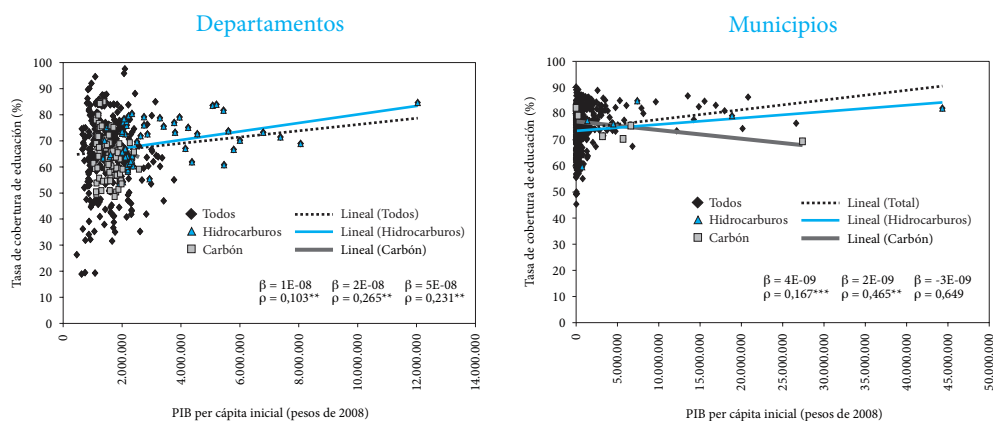 Departamentos
Tasa de cobertura de educación (%)
100
90
80
70
60
50
40
30
20
10
0
Todos
Hidrocarburos
Carbón
Lineal (Todos)
Lineal (Hidrocarburos)
Lineal (Carbón)
β = 1E-08 β = 2E-08 β = 5E-08
ρ = 0,103** ρ = 0,265** ρ = 0,231**
0
2.000.000
4.000.000
6.000.000
8.000.000
10.000.000
12.000.000
14.000.000
PIB per cápita inicial (pesos de 2008)
Municipios
Tasa de cobertura de educación (%)
100
90
80
70
60
50
40
30
20
10
0
Todos
Hidrocarburos
Carbón
Lineal (Total)
Lineal (Hidrocarburos)
Lineal (Carbón)
β = 4E-09 β = 2E-09 β = -3E-09
ρ = 0,167*** ρ = 0,465** ρ = 0,649
0
5.000.000
10.000.000
15.000.000
20.000.000
25.000.000
30.000.000
35.000.000
40.000.000
45.000.000
50.000.000
PIB per cápita inicial (pesos de 2008)